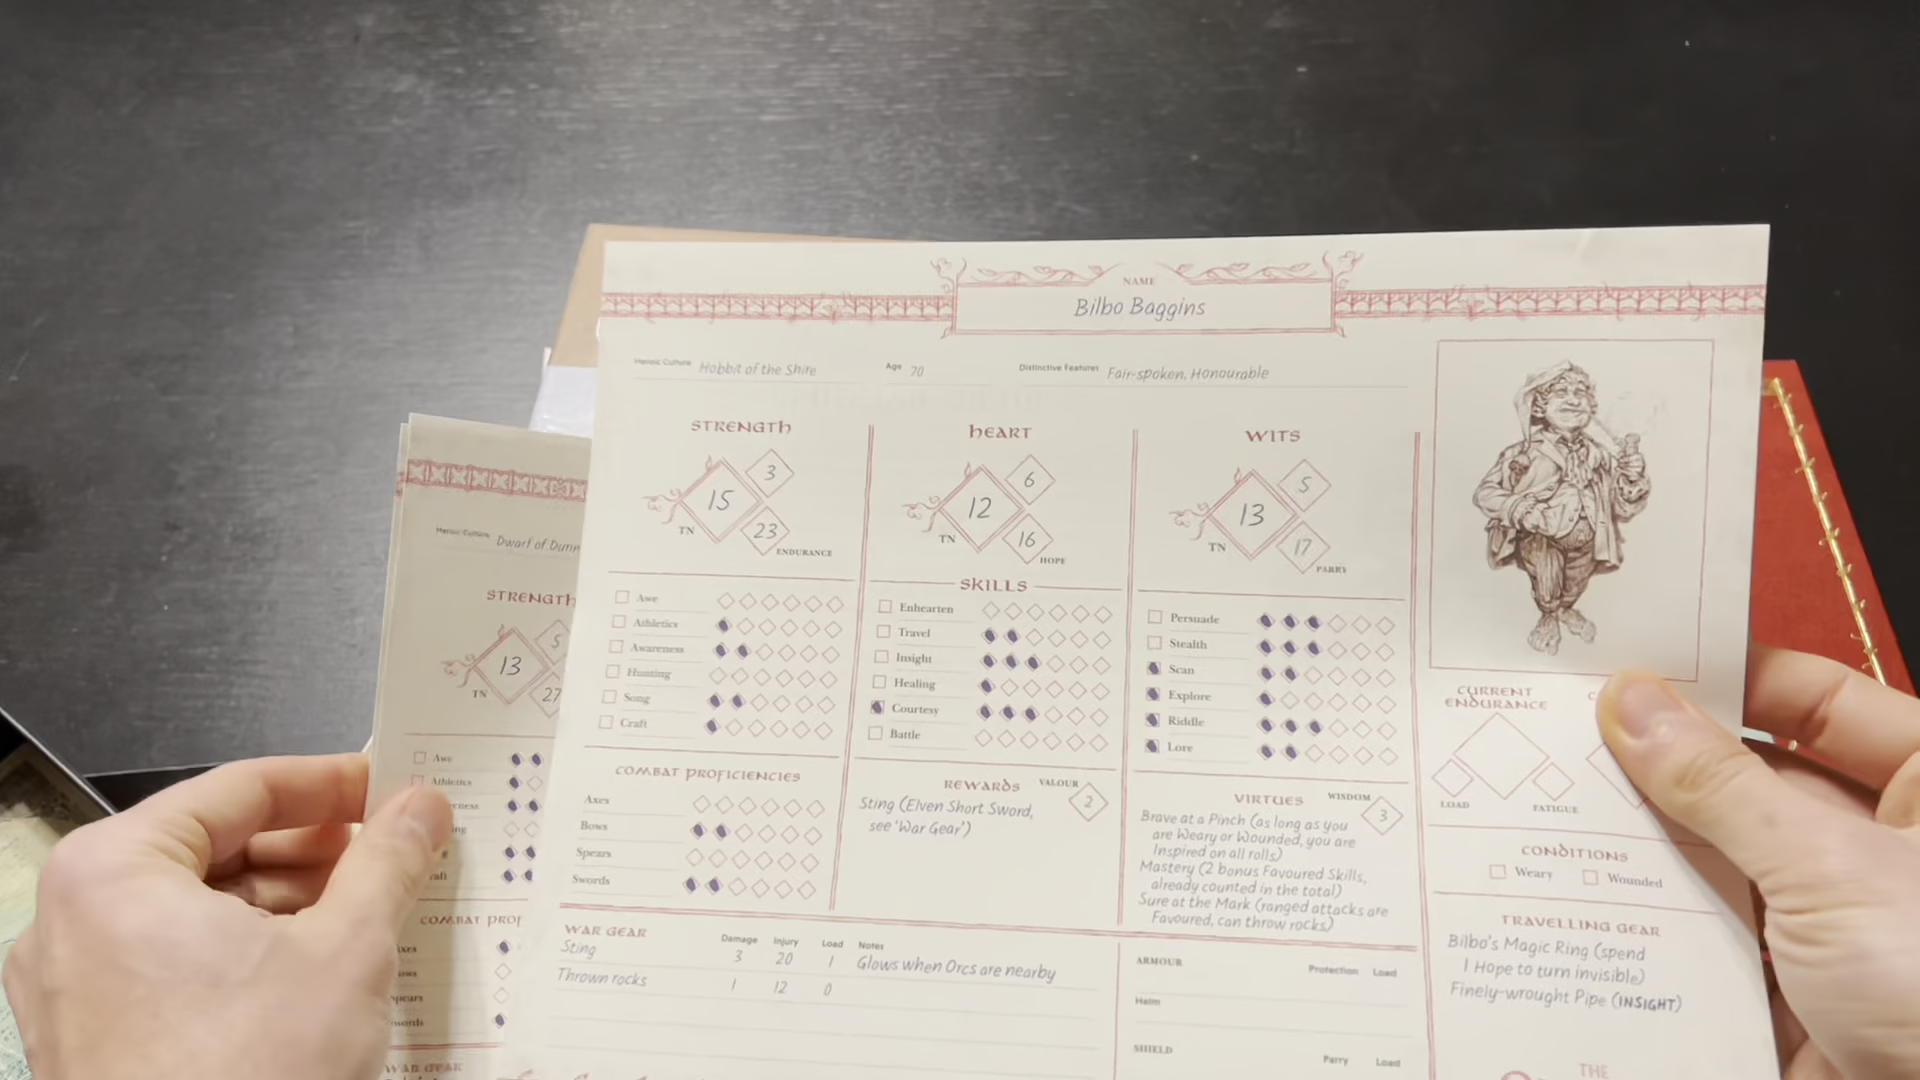 NAME
Bilbo Baggins
Heroic Culture Hobbit of the Shire Age 70 Distinctive Features Fair-spoken, Honourable
STRENGTH
3
15
TN
23
ENDURANCE
HEART
6
12
TN
16
HOPE
WITS
5
13
TN
17
PARRY
SKILLS
Awe
Athletics
Awareness
Hunting
Song
Craft
Enhearten
Travel
Insight
Healing
Courtesy
Battle
Persuade
Stealth
Scan
Explore
Riddle
Lore
COMBAT PROFICIENCIES
Axes
Bows
Spears
Swords
REWARDS VALOUR 2
Sting (Elven Short Sword,
see 'War Gear')
VIRTUES WISDOM 3
Brave at a Pinch (as long as you
are Weary or Wounded, you are
Inspired on all rolls)
Mastery (2 bonus Favoured Skills,
already counted in the total)
Sure at the Mark (ranged attacks are
Favoured, can throw rocks)
WAR GEAR Damage Injury Load Notes
Sting 3 20 1 Glows when Orcs are nearby
Thrown rocks 1 12 0
ARMOUR Protection Load
Helm
SHIELD Parry Load
CURRENT
ENDURANCE
LOAD
FATIGUE
CONDITIONS
Weary Wounded
TRAVELLING GEAR
Bilbo's Magic Ring (spend
1 Hope to turn invisible)
Finely-wrought Pipe (INSIGHT)
THE
Heroic Culture Dwarf of
STRENGTH
5
13
TN
27
Awe
Athletics
COMBAT
WAR GEAR